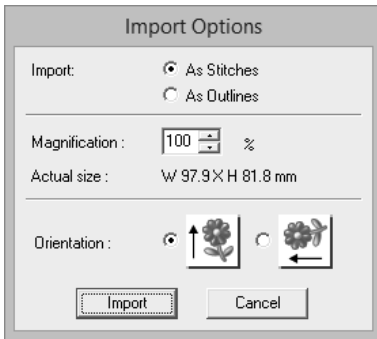 Import Options
Import: As Stitches
As Outlines
Magnification : 100 %
Actual size : W 97.9 X H 81.8 mm
Orientation :
Import Cancel